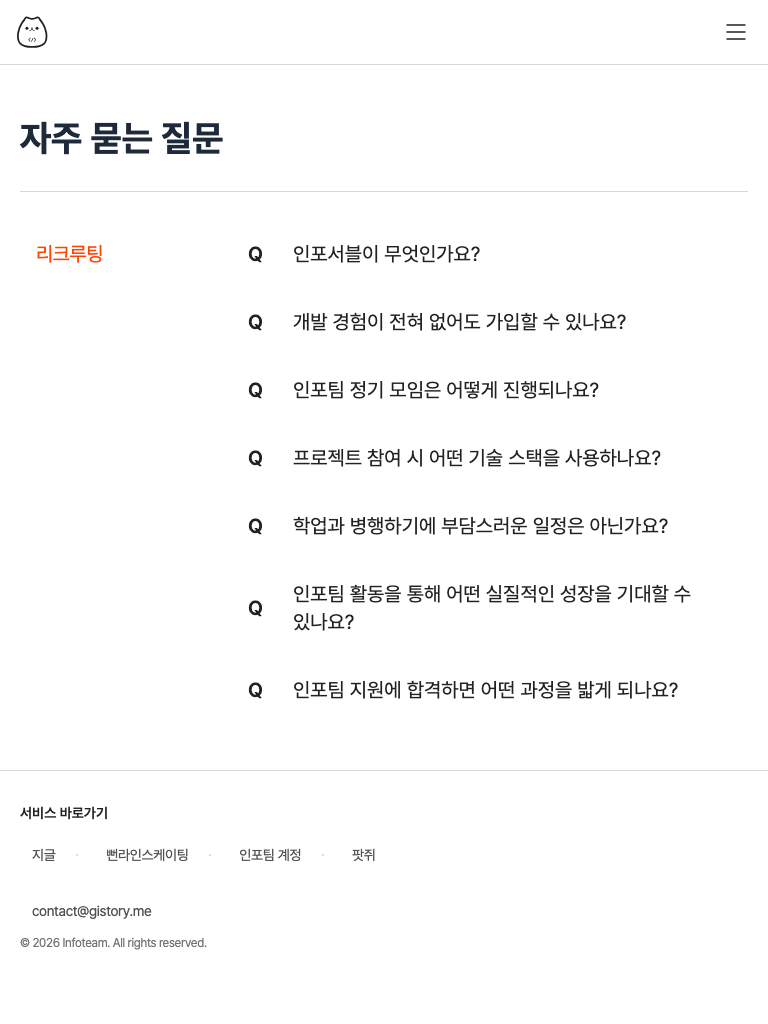 자주 묻는 질문
리크루팅
Q 인포서블이 무엇인가요?
Q 개발 경험이 전혀 없어도 가입할 수 있나요?
Q 인포팀 정기 모임은 어떻게 진행되나요?
Q 프로젝트 참여 시 어떤 기술 스택을 사용하나요?
Q 학업과 병행하기에 부담스러운 일정은 아닌가요?
Q 인포팀 활동을 통해 어떤 실질적인 성장을 기대할 수
있나요?
Q 인포팀 지원에 합격하면 어떤 과정을 밟게 되나요?
서비스 바로가기
지글 · 뻔라인스케이팅 · 인포팀 계정 · 팟쥐
contact@gistory.me
© 2026 Infoteam. All rights reserved.